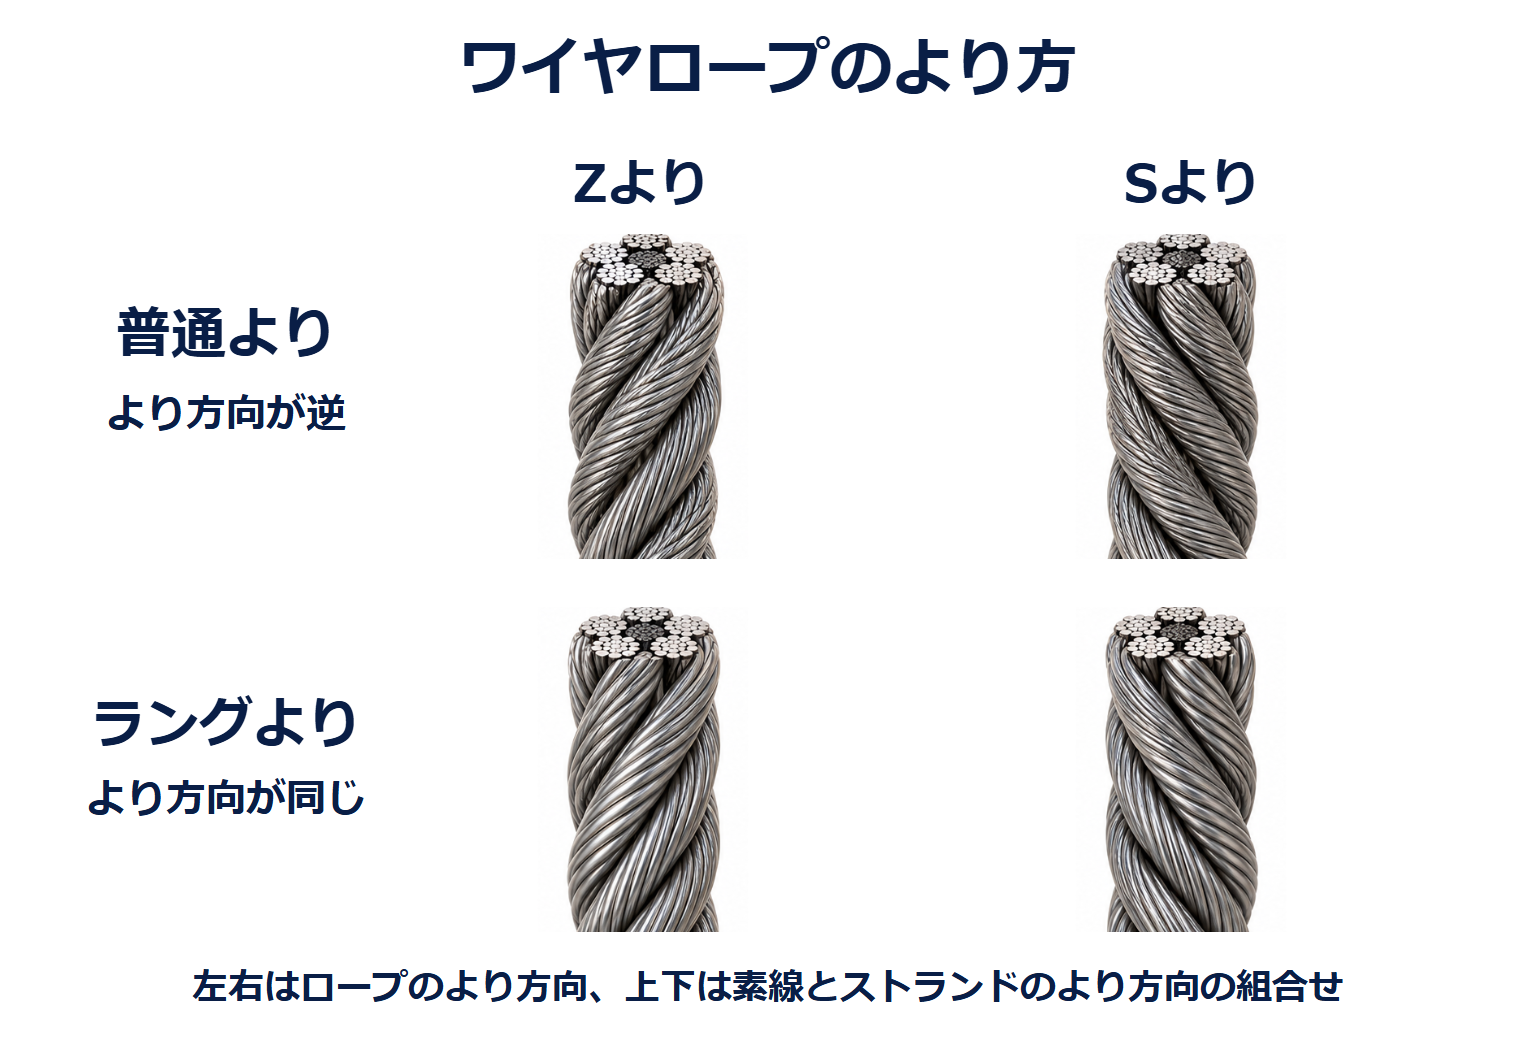 ワイヤロープのより方
Zより
Sより
普通より
より方向が逆
ラングより
より方向が同じ
左右はロープのより方向、上下は素線とストランドのより方向の組合せ